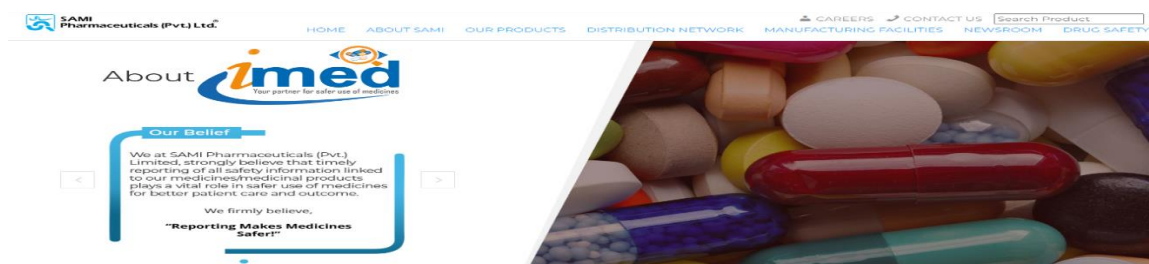 SAMI
Pharmaceuticals (Pvt.) Ltd.®
CAREERS CONTACT US Search Product
HOME ABOUT SAMI OUR PRODUCTS DISTRIBUTION NETWORK MANUFACTURING FACILITIES NEWSROOM DRUG SAFETY
About imed
Your partner for safer use of medicines
Our Belief
We at SAMI Pharmaceuticals (Pvt.)
Limited, strongly believe that timely
reporting of all safety information linked
to our medicines/medicinal products
plays a vital role in safer use of medicines
for better patient care and outcome.
< >
We firmly believe,
"Reporting Makes Medicines
Safer!"